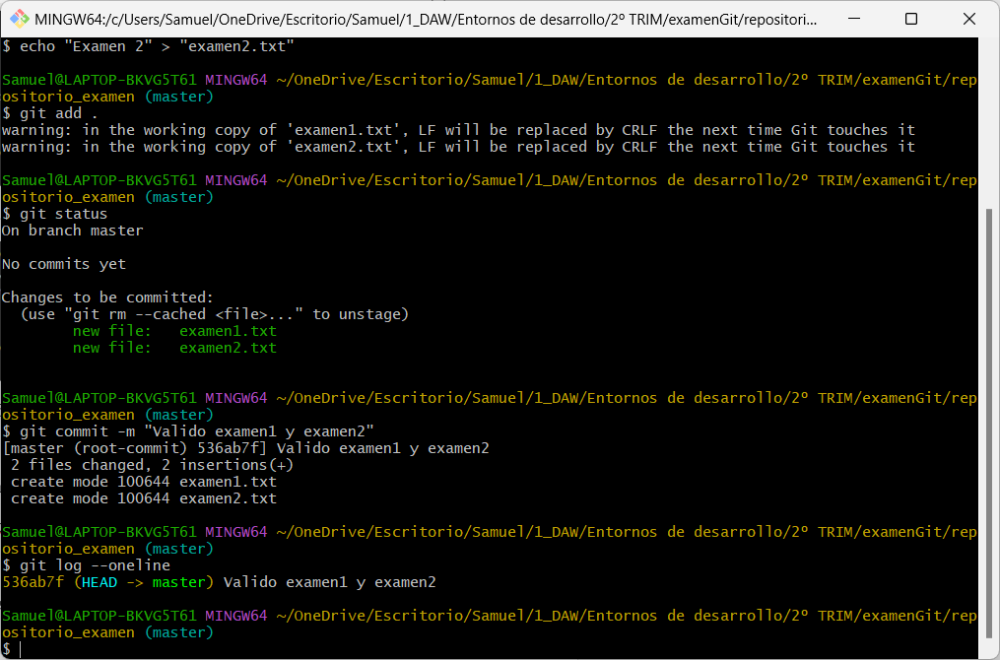 MINGW64:/c/Users/Samuel/OneDrive/Escritorio/Samuel/1_DAW/Entornos de desarrollo/2º TRIM/examenGit/repositori...
$ echo "Examen 2" > "examen2.txt"
Samuel@LAPTOP-BKVG5T61 MINGW64 ~/OneDrive/Escritorio/Samuel/1_DAW/Entornos de desarrollo/2º TRIM/examenGit/rep
ositorio_examen (master)
$ git add .
warning: in the working copy of 'examen1.txt', LF will be replaced by CRLF the next time Git touches it
warning: in the working copy of 'examen2.txt', LF will be replaced by CRLF the next time Git touches it
Samuel@LAPTOP-BKVG5T61 MINGW64 ~/OneDrive/Escritorio/Samuel/1_DAW/Entornos de desarrollo/2º TRIM/examenGit/rep
ositorio_examen (master)
$ git status
On branch master
No commits yet
Changes to be committed:
  (use "git rm --cached <file>..." to unstage)
        new file:   examen1.txt
        new file:   examen2.txt
Samuel@LAPTOP-BKVG5T61 MINGW64 ~/OneDrive/Escritorio/Samuel/1_DAW/Entornos de desarrollo/2º TRIM/examenGit/rep
ositorio_examen (master)
$ git commit -m "Valido examen1 y examen2"
[master (root-commit) 536ab7f] Valido examen1 y examen2
 2 files changed, 2 insertions(+)
 create mode 100644 examen1.txt
 create mode 100644 examen2.txt
Samuel@LAPTOP-BKVG5T61 MINGW64 ~/OneDrive/Escritorio/Samuel/1_DAW/Entornos de desarrollo/2º TRIM/examenGit/rep
ositorio_examen (master)
$ git log --oneline
536ab7f (HEAD -> master) Valido examen1 y examen2
Samuel@LAPTOP-BKVG5T61 MINGW64 ~/OneDrive/Escritorio/Samuel/1_DAW/Entornos de desarrollo/2º TRIM/examenGit/rep
ositorio_examen (master)
$